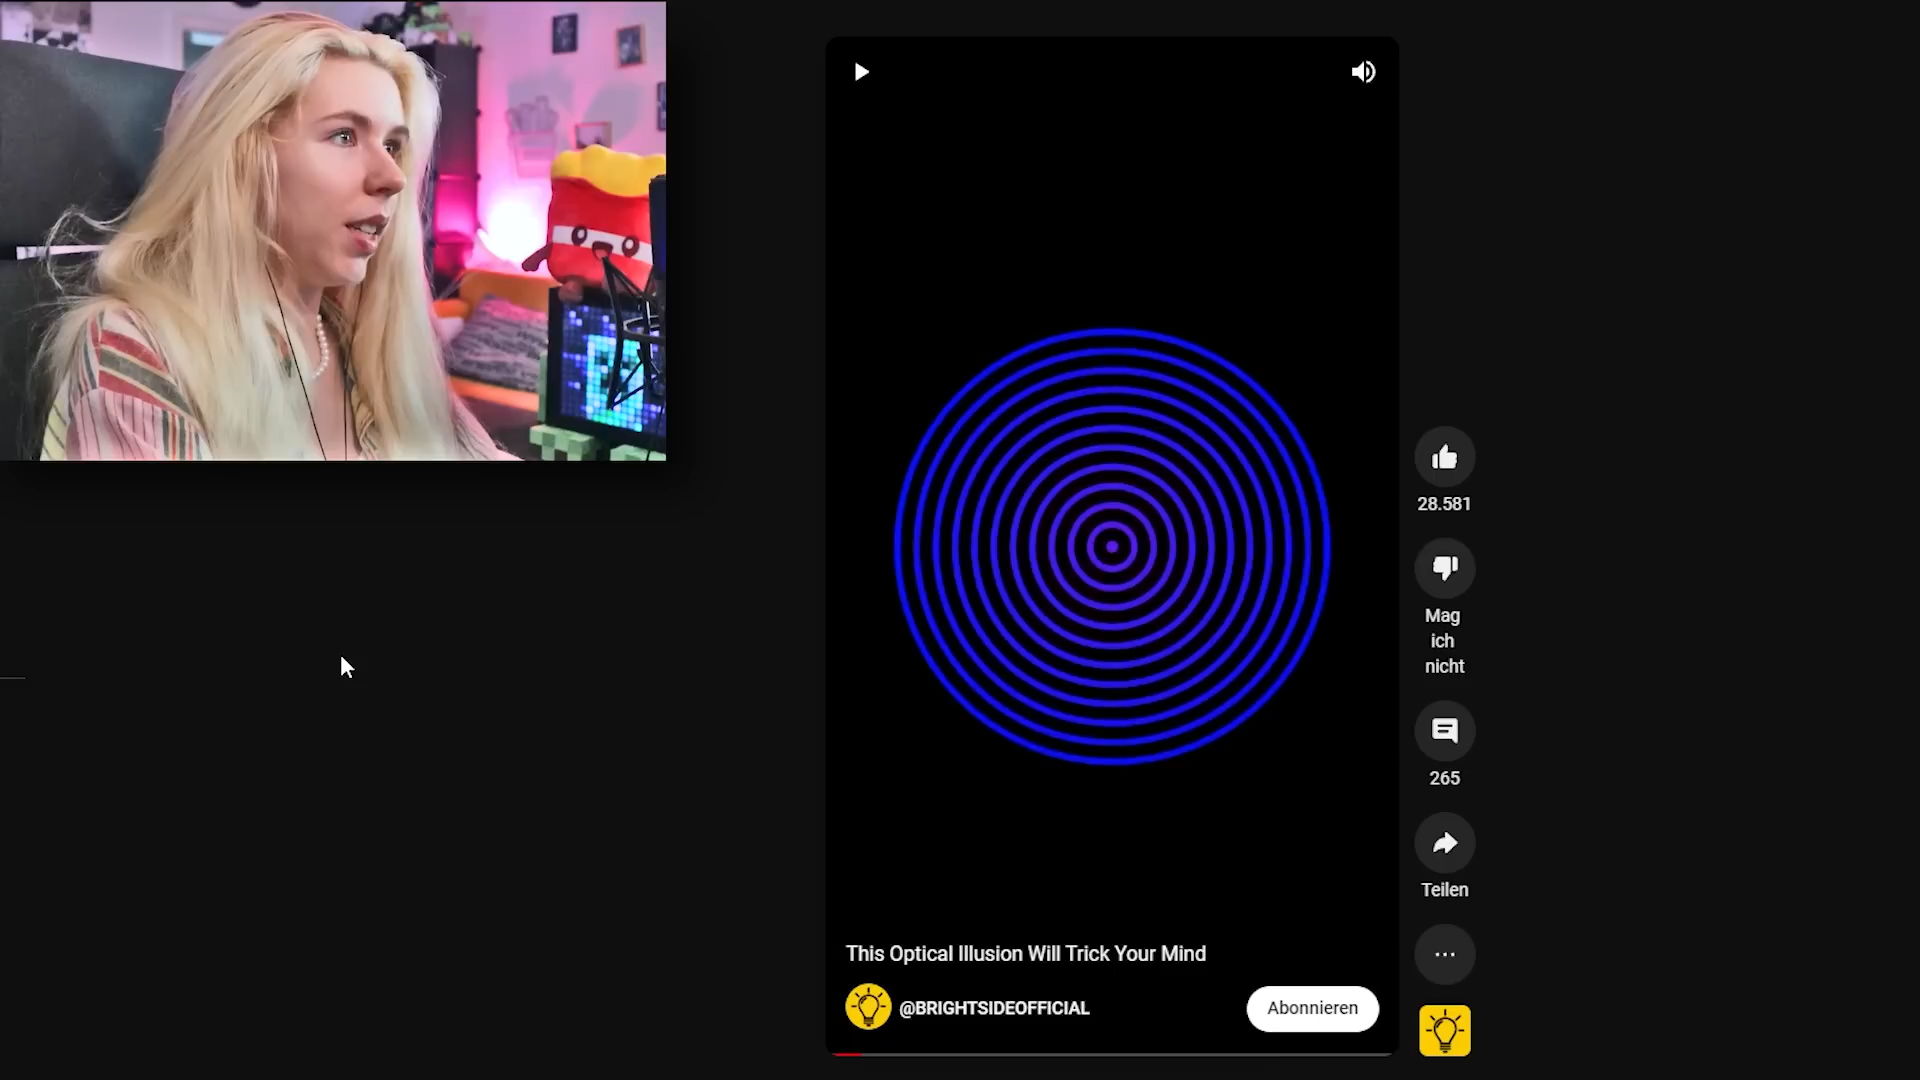 28.581
Mag
ich
nicht
265
Teilen
This Optical Illusion Will Trick Your Mind
@BRIGHTSIDEOFFICIAL
Abonnieren